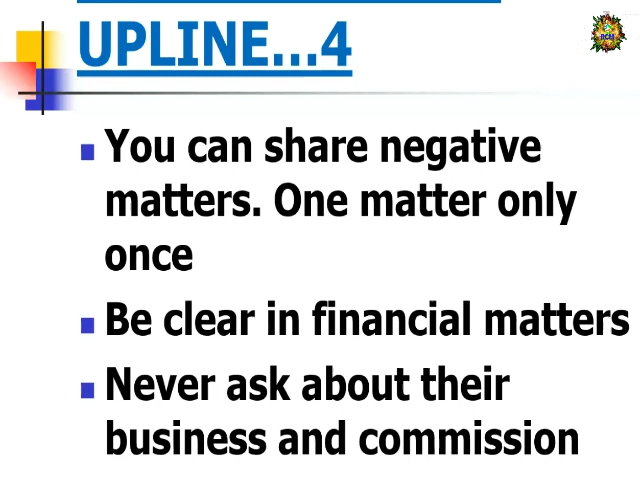 UPLINE...4
You can share negative
matters. One matter only
once
Be clear in financial matters
Never ask about their
business and commission
RCM